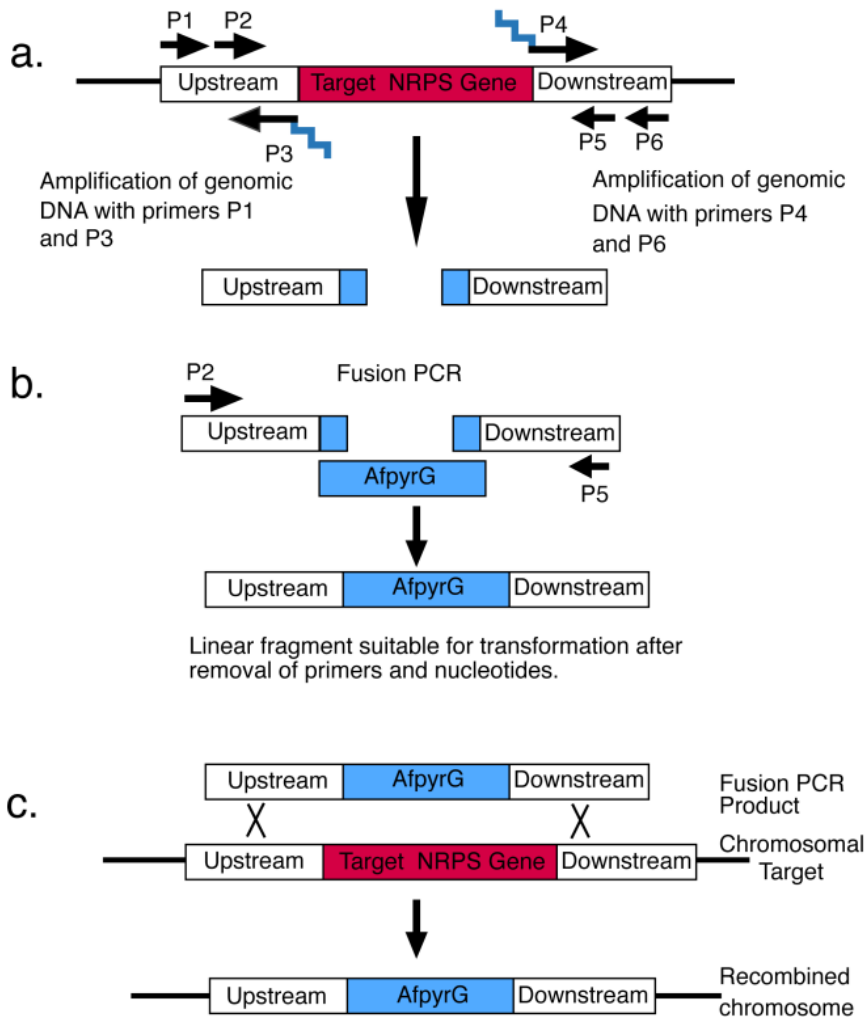 P1 P2 P4
a.
Upstream Target NRPS Gene Downstream
P3 P5 P6
Amplification of genomic
DNA with primers P1
and P3
Amplification of genomic
DNA with primers P4
and P6
Upstream Downstream
b.
P2 Fusion PCR
Upstream Downstream
AfpyrG
P5
Upstream AfpyrG Downstream
Linear fragment suitable for transformation after
removal of primers and nucleotides.
c.
Upstream AfpyrG Downstream
Fusion PCR
Product
Upstream Target NRPS Gene Downstream
Chromosomal
Target
Upstream AfpyrG Downstream
Recombined
chromosome